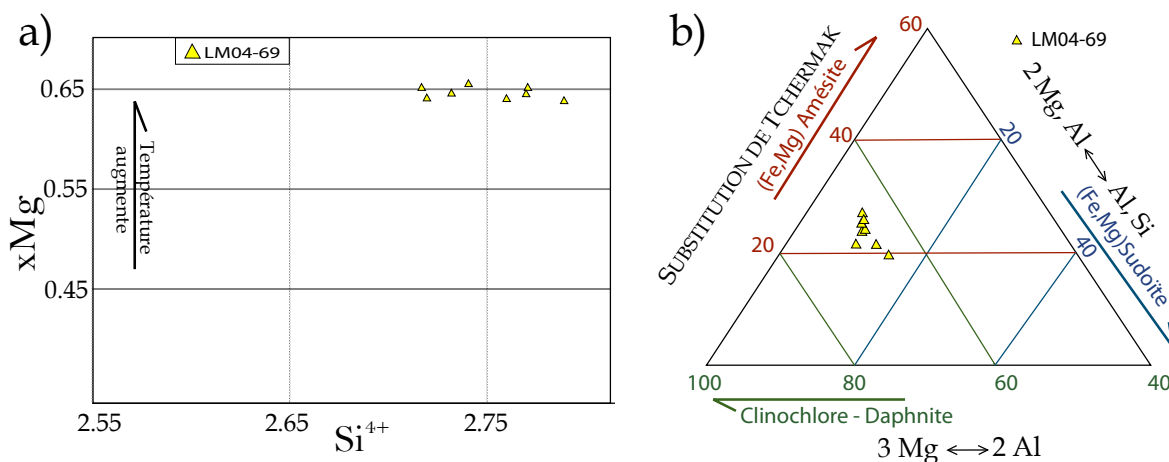 a)
LM04-69
0.65
0.55
0.45
xMg
Température
augmente
2.55
2.65
2.75
Si4+
b)
LM04-69
60
40
20
20
40
SUBSTITUTION DE TCHERMAK
(Fe,Mg) Amésite
2 Mg, Al ↔ Al, Si
(Fe,Mg)Sudoïte
100
80
60
40
Clinochlore - Daphnite
3 Mg ↔ 2 Al